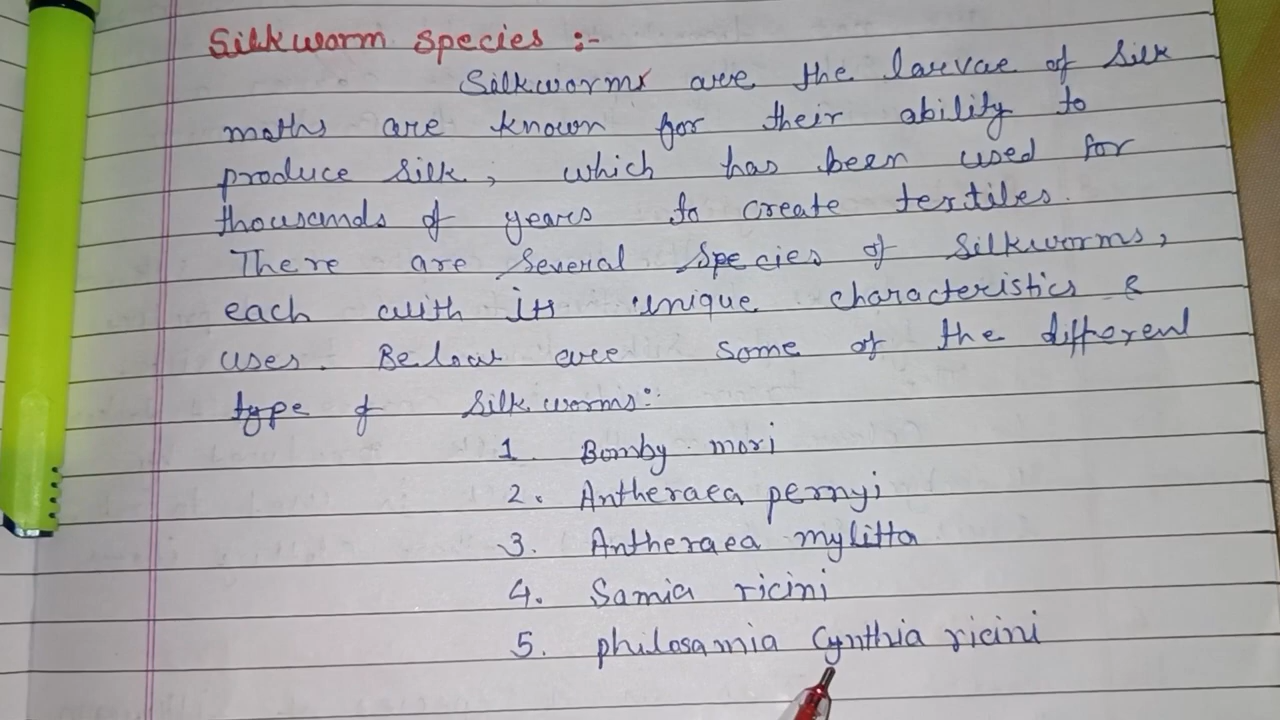 Silkworm species :-
Silkworms are the larvae of silk
moths are known for their ability to
produce silk, which has been used for
thousands of years to create textiles.
There are several species of silkworms,
each with its unique characteristics &
uses. Below are some of the different
type of silkworms:
1. Bomby mori
2. Antheraea pernyi
3. Antheraea mylitta
4. Samia ricini
5. philosamia cynthia ricini